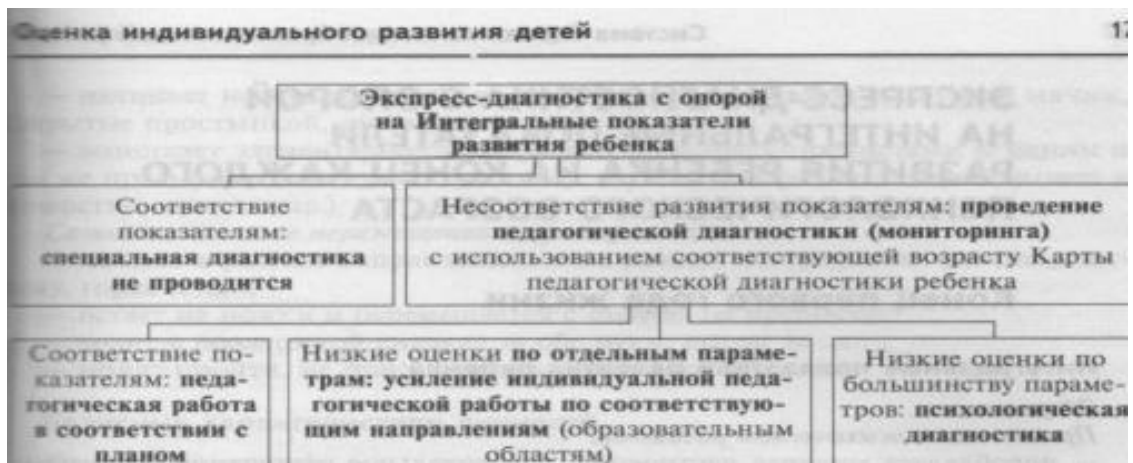 Оценка индивидуального развития детей
Экспресс-диагностика с опорой
на Интегральные показатели
развития ребенка
Соответствие
показателям:
специальная диагностика
не проводится
Несоответствие развития показателям: проведение
педагогической диагностики (мониторинга)
с использованием соответствующей возрасту Карты
педагогической диагностики ребенка
Соответствие по-
казателям: педа-
гогическая работа
в соответствии с
планом
Низкие оценки по отдельным параме-
трам: усиление индивидуальной педа-
гогической работы по соответствую-
щим направлениям (образовательным
областям)
Низкие оценки по
большинству параме-
тров: психологическая
диагностика